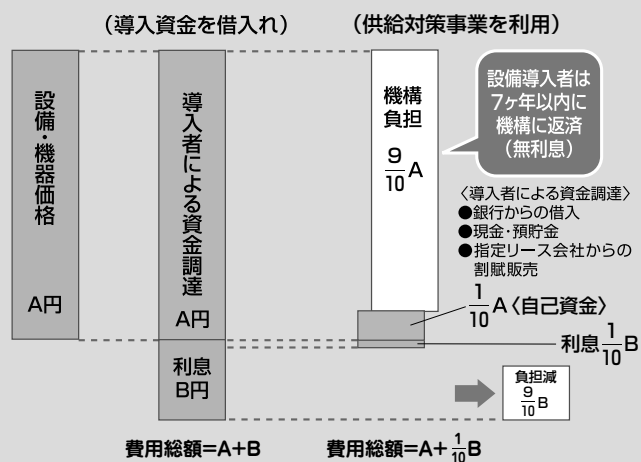 （導入資金を借入れ）
（供給対策事業を利用）
設備・機器価格
A円
導入者による資金調達
A円
利息
B円
機構
負担
9/10 A
設備導入者は
7ヶ年以内に
機構に返済
（無利息）
〈導入者による資金調達〉
●銀行からの借入
●現金・預貯金
●指定リース会社からの
割賦販売
1/10 A〈自己資金〉
利息 1/10 B
負担減
9/10 B
費用総額=A+B
費用総額=A+ 1/10 B